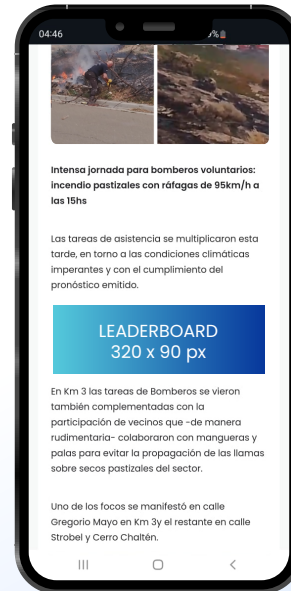 04:46
%
Intensa jornada para bomberos voluntarios:
incendio pastizales con ráfagas de 95km/h a
las 15hs
Las tareas de asistencia se multiplicaron esta
tarde, en torno a las condiciones climáticas
imperantes y con el cumplimiento del
pronóstico emitido.
LEADERBOARD
320 x 90 px
En Km 3 las tareas de Bomberos se vieron
también complementadas con la
participación de vecinos que -de manera
rudimentaria- colaboraron con mangueras y
palas para evitar la propagación de las llamas
sobre secos pastizales del sector.
Uno de los focos se manifestó en calle
Gregorio Mayo en Km 3y el restante en calle
Strobel y Cerro Chaltén.